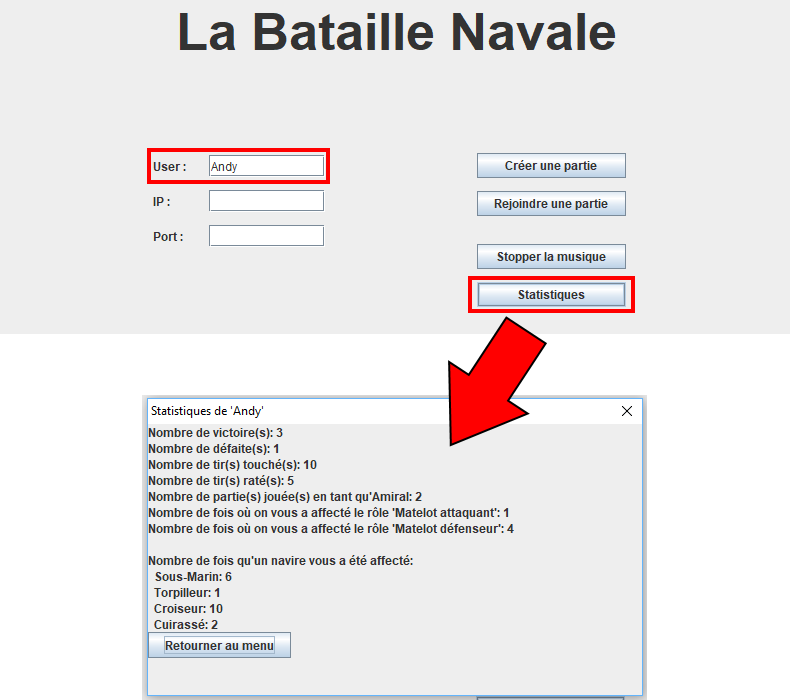 La Bataille Navale
User : Andy
Créer une partie
IP :
Rejoindre une partie
Port :
Stopper la musique
Statistiques
Statistiques de 'Andy'
Nombre de victoire(s): 3
Nombre de défaite(s): 1
Nombre de tir(s) touché(s): 10
Nombre de tir(s) raté(s): 5
Nombre de partie(s) jouée(s) en tant qu'Amiral: 2
Nombre de fois où on vous a affecté le rôle 'Matelot attaquant': 1
Nombre de fois où on vous a affecté le rôle 'Matelot défenseur': 4
Nombre de fois qu'un navire vous a été affecté:
Sous-Marin: 6
Torpilleur: 1
Croiseur: 10
Cuirassé: 2
Retourner au menu